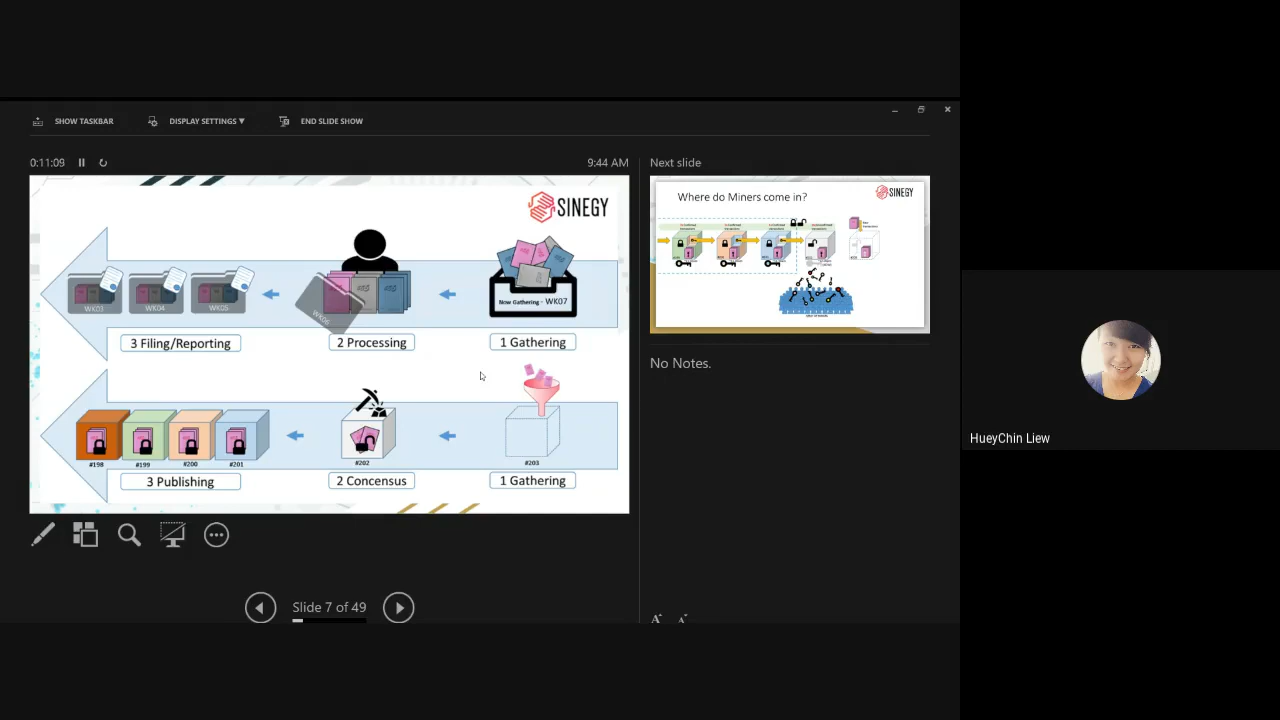 SHOW TASKBAR
DISPLAY SETTINGS ▼
END SLIDE SHOW
0:11:09
9:44 AM
Next slide
SINEGY
WK03
WK04
WK05
WK06
Now Gathering - WK07
3 Filing/Reporting
2 Processing
1 Gathering
#198
#199
#200
#201
#202
#203
3 Publishing
2 Concensus
1 Gathering
Where do Miners come in?
SINEGY
No Notes.
Slide 7 of 49
A A
HueyChin Liew